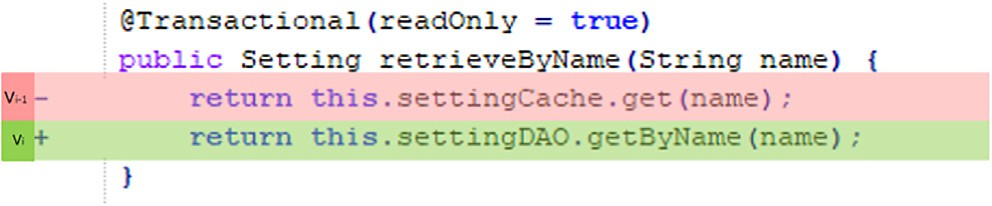 @Transactional(readOnly = true)
public Setting retrieveByName(String name) {
Vi-1 - return this.settingCache.get(name);
Vi + return this.settingDAO.getByName(name);
}